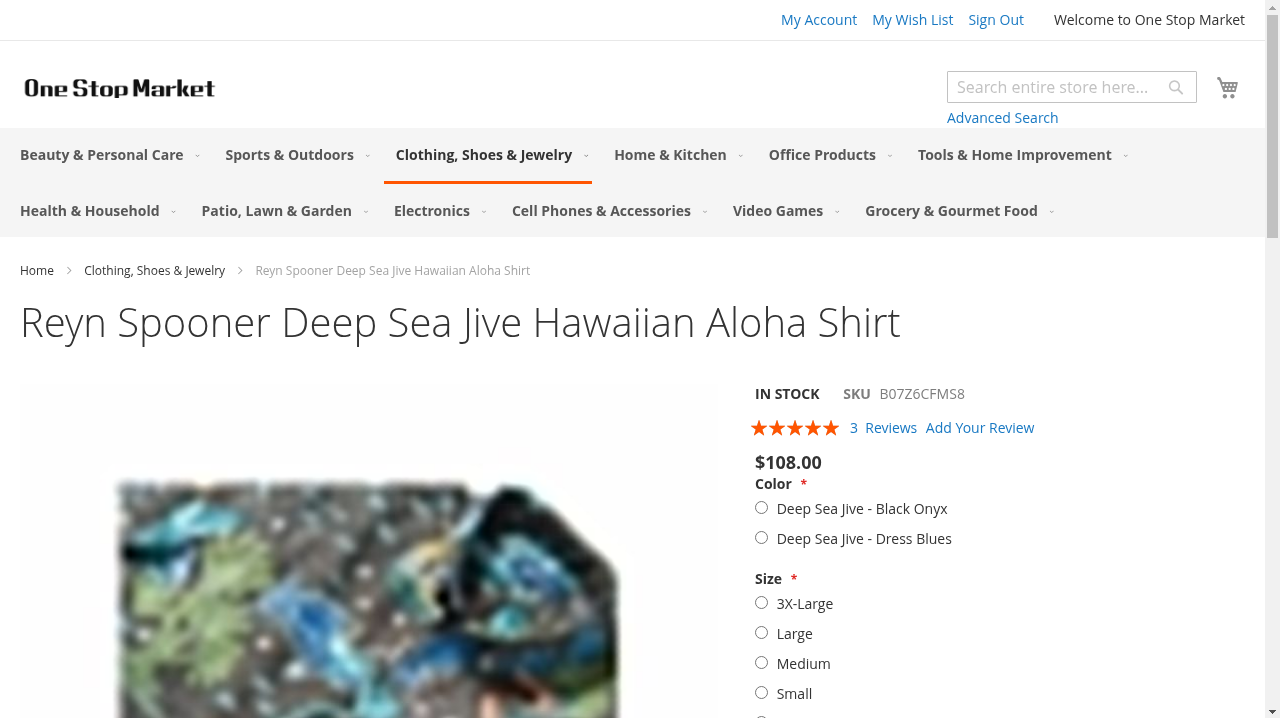 My Account My Wish List Sign Out Welcome to One Stop Market
One Stop Market
Search entire store here...
Advanced Search
Beauty & Personal Care Sports & Outdoors Clothing, Shoes & Jewelry Home & Kitchen Office Products Tools & Home Improvement
Health & Household Patio, Lawn & Garden Electronics Cell Phones & Accessories Video Games Grocery & Gourmet Food
Home Clothing, Shoes & Jewelry Reyn Spooner Deep Sea Jive Hawaiian Aloha Shirt
Reyn Spooner Deep Sea Jive Hawaiian Aloha Shirt
IN STOCK SKU B07Z6CFMS8
3 Reviews Add Your Review
$108.00
Color *
Deep Sea Jive - Black Onyx
Deep Sea Jive - Dress Blues
Size *
3X-Large
Large
Medium
Small